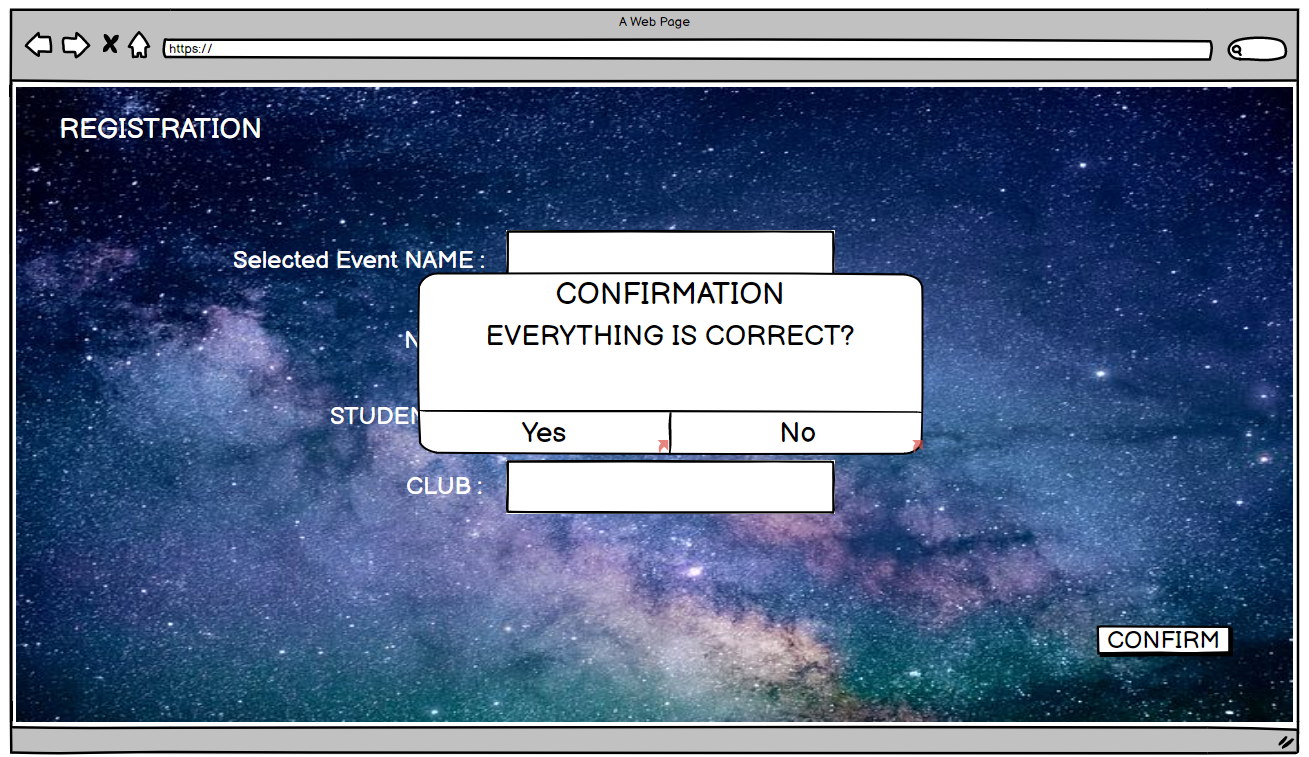 A Web Page
https://
REGISTRATION
Selected Event NAME :
CONFIRMATION
EVERYTHING IS CORRECT?
Yes
No
CLUB :
CONFIRM